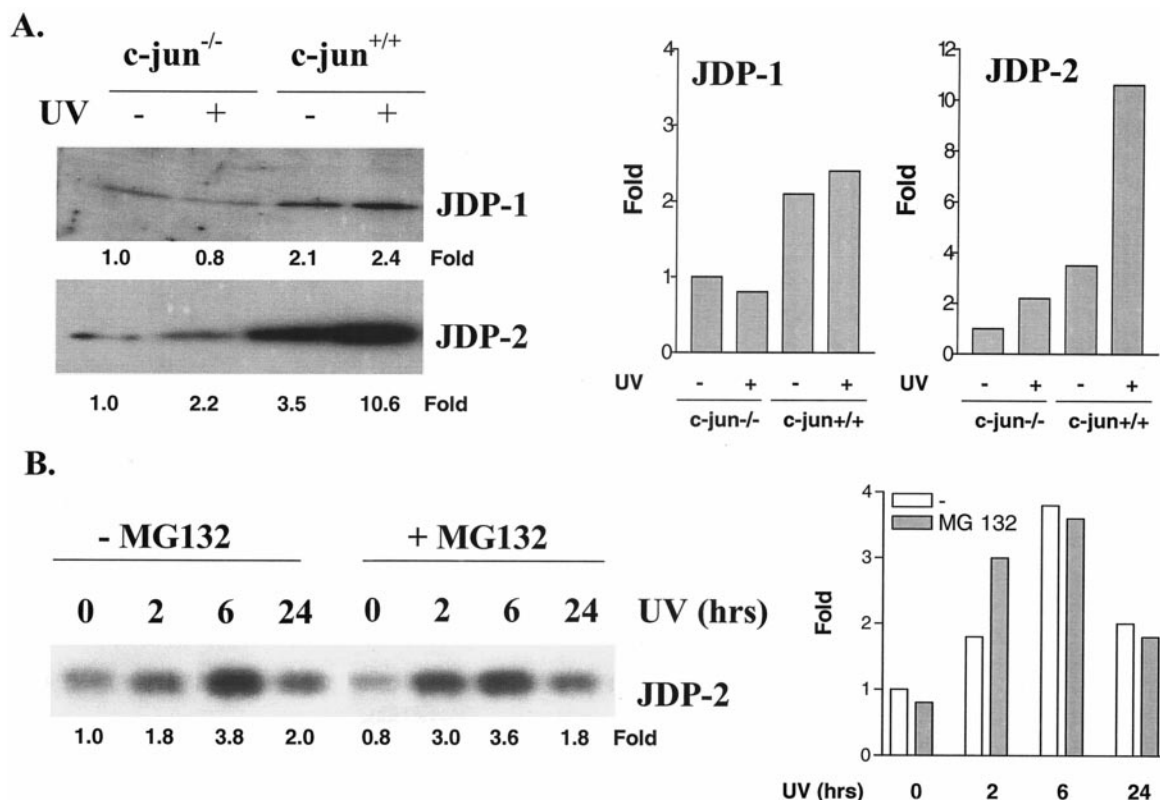 A.
c-jun-/- c-jun+/+
UV - + - +
JDP-1
1.0 0.8 2.1 2.4 Fold
JDP-2
1.0 2.2 3.5 10.6 Fold
JDP-1
Fold
4
3
2
1
0
UV - + - +
c-jun-/- c-jun+/+
JDP-2
Fold
12
10
8
6
4
2
0
UV - + - +
c-jun-/- c-jun+/+
B.
- MG132 + MG132
0 2 6 24 0 2 6 24 UV (hrs)
JDP-2
1.0 1.8 3.8 2.0 0.8 3.0 3.6 1.8 Fold
-
MG 132
Fold
4
3
2
1
0
UV (hrs) 0 2 6 24